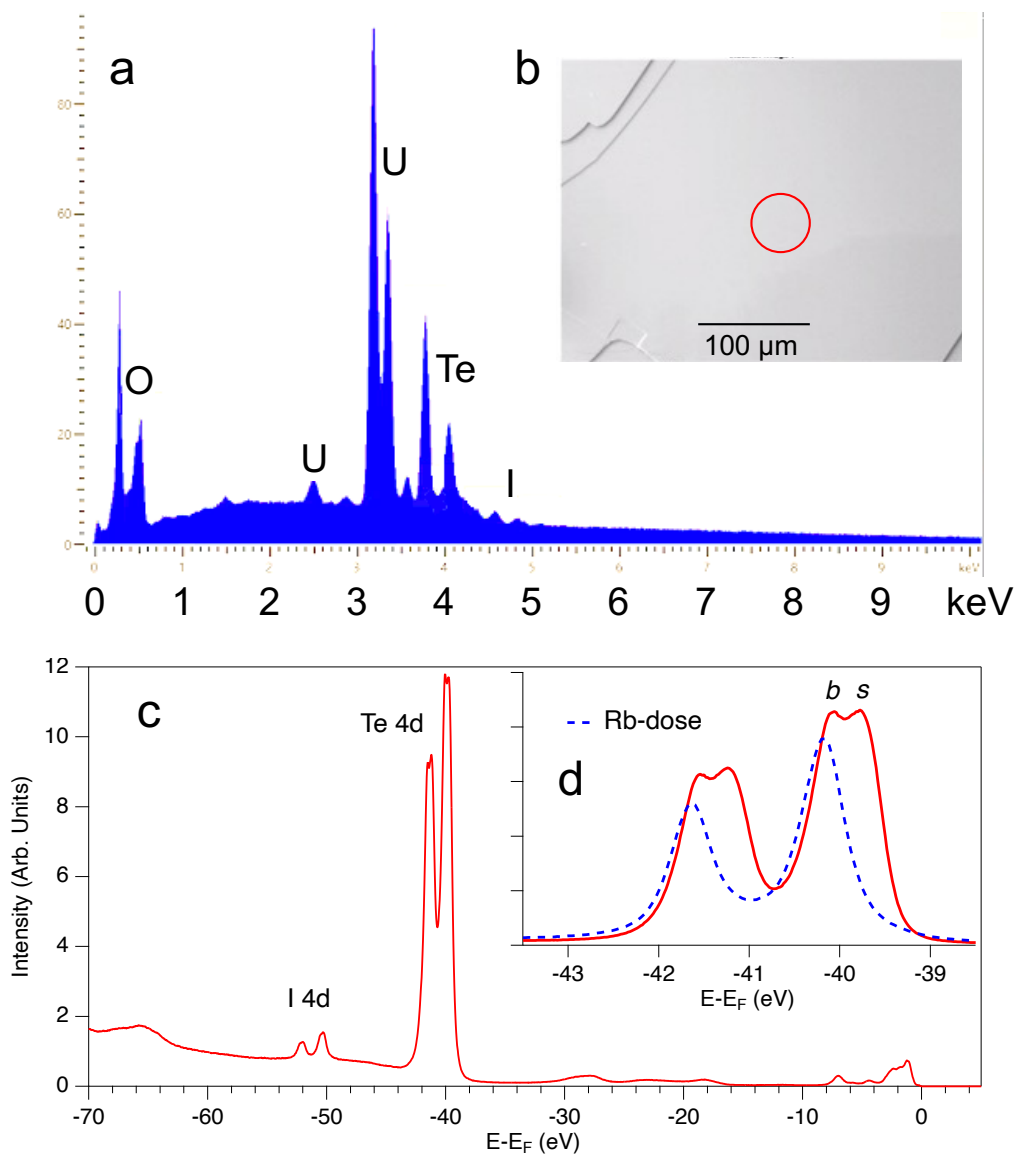 a
b
80
60
40
20
0
U
O
Te
U
I
100 µm
0 1 2 3 4 5 6 7 8 9 keV
0 1 2 3 4 5 6 7 8 9 keV
12
10
8
6
4
2
0
Intensity (Arb. Units)
c
Te 4d
I 4d
-70 -60 -50 -40 -30 -20 -10 0
E-E_F (eV)
b s
Rb-dose
d
-43 -42 -41 -40 -39
E-E_F (eV)